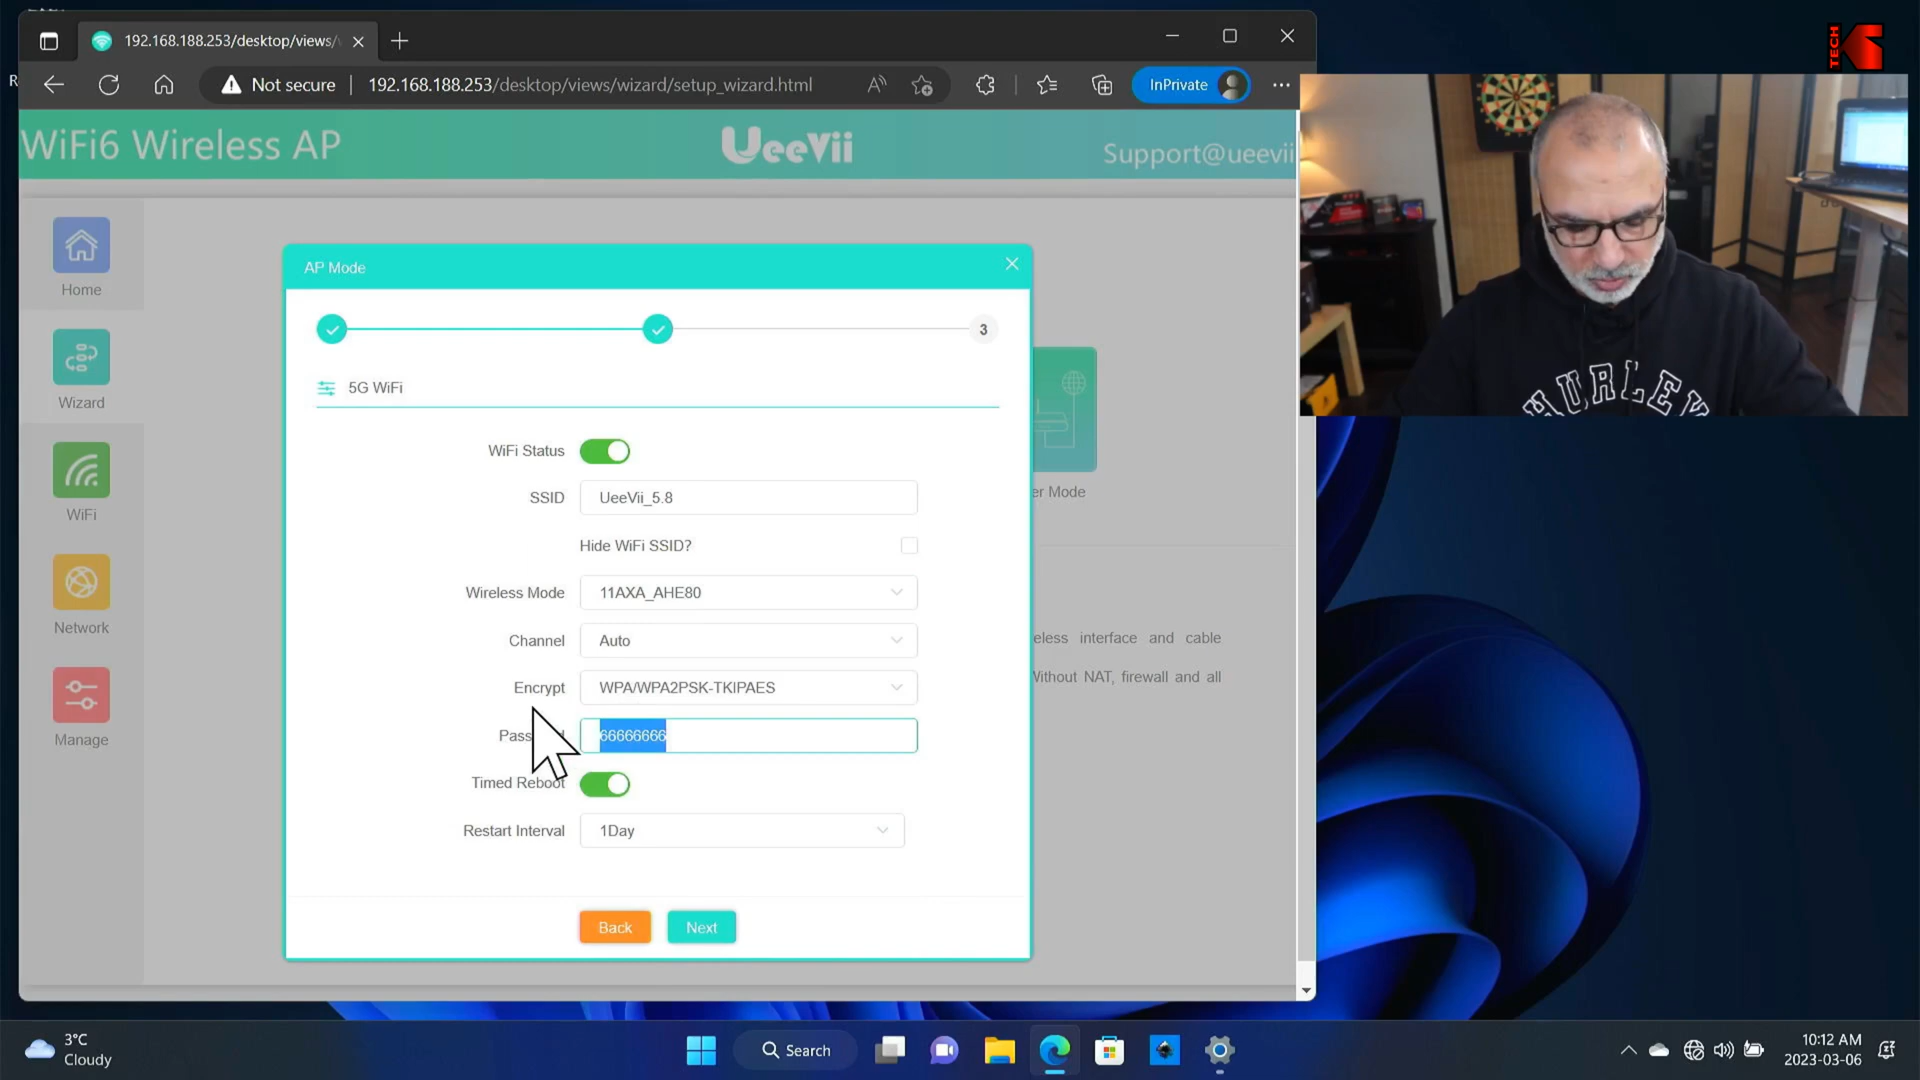 192.168.188.253/desktop/views/
TECH K
Not secure
192.168.188.253/desktop/views/wizard/setup_wizard.html
InPrivate
WiFi6 Wireless AP
UeeVii
Support@ueevii
Home
Wizard
WiFi
Network
Manage
AP Mode
3
5G WiFi
WiFi Status
SSID
UeeVii_5.8
Hide WiFi SSID?
Wireless Mode
11AXA_AHE80
Channel
Auto
Encrypt
WPA/WPA2PSK-TKIPAES
66666666
Timed Reboot
Restart Interval
1Day
Back
Next
er Mode
eless interface and cable
Without NAT, firewall and all
HURLEY
3°C
Cloudy
Search
10:12 AM
2023-03-06